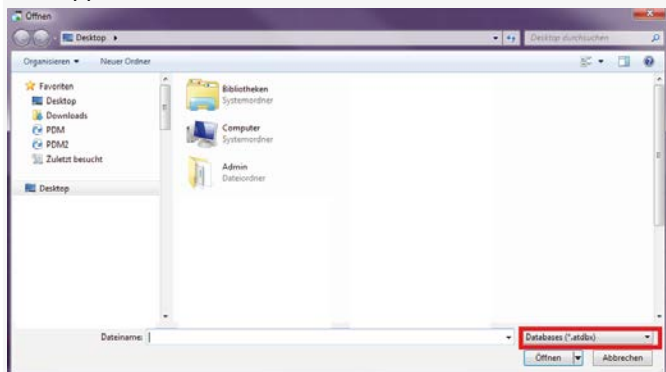 Öffnen
Desktop
Desktop durchsuchen
Organisieren
Neuer Ordner
Favoriten
Desktop
Downloads
PDM
PDM2
Zuletzt besucht
Desktop
Bibliotheken
Systemordner
Computer
Systemordner
Admin
Dateiordner
Dateiname:
Databases (*.atdbx)
Öffnen
Abbrechen